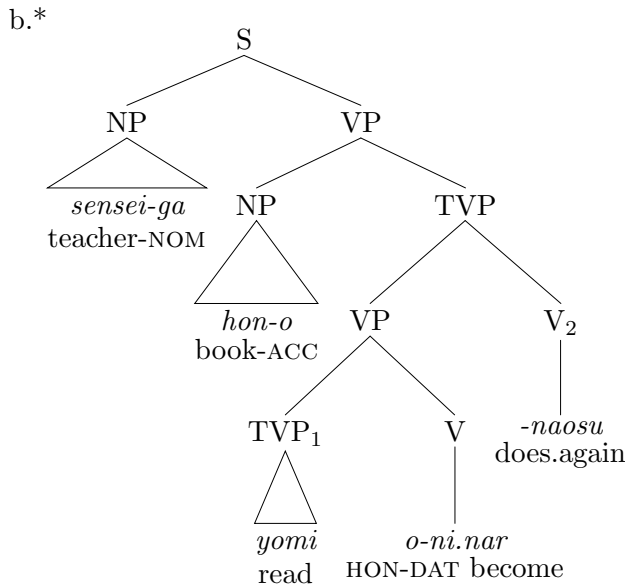 b.*
S
NP VP
sensei-ga
teacher-NOM
NP TVP
hon-o
book-ACC
VP V₂
-naosu
does.again
TVP₁ V
yomi
read
o-ni.nar
HON-DAT become